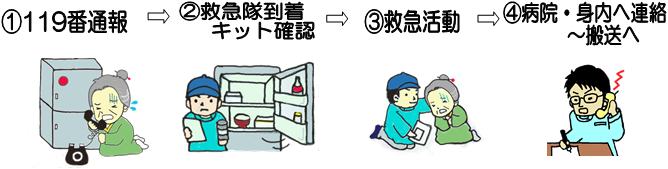 ①119番通報
⇨
②救急隊到着
キット確認
⇨
③救急活動
⇨
④病院・身内へ連絡
～搬送へ